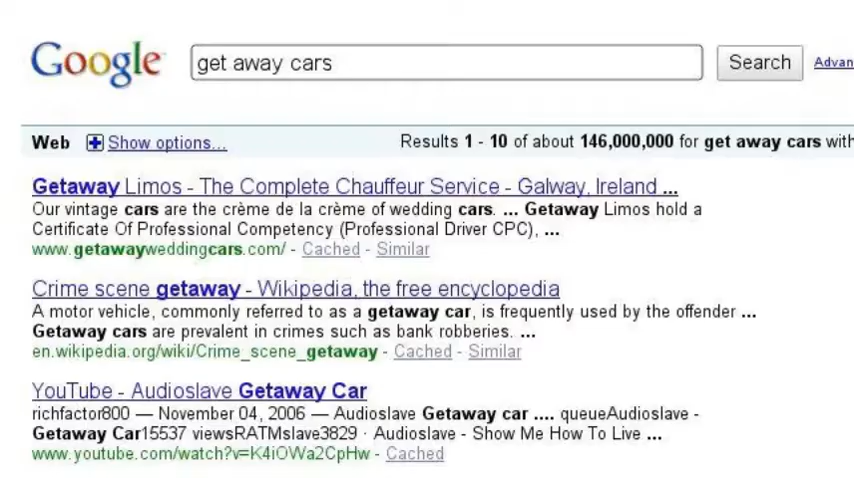 Google get away cars Search Advan
Web + Show options... Results 1 - 10 of about 146,000,000 for get away cars with
Getaway Limos - The Complete Chauffeur Service - Galway, Ireland ...
Our vintage cars are the crème de la crème of wedding cars. ... Getaway Limos hold a
Certificate Of Professional Competency (Professional Driver CPC), ...
www.getawayweddingcars.com/ - Cached - Similar
Crime scene getaway - Wikipedia, the free encyclopedia
A motor vehicle, commonly referred to as a getaway car, is frequently used by the offender ...
Getaway cars are prevalent in crimes such as bank robberies. ...
en.wikipedia.org/wiki/Crime_scene_getaway - Cached - Similar
YouTube - Audioslave Getaway Car
richfactor800 — November 04, 2006 — Audioslave Getaway car .... queueAudioslave -
Getaway Car15537 viewsRATMslave3829 · Audioslave - Show Me How To Live ...
www.youtube.com/watch?v=K4iOWa2CpHw - Cached